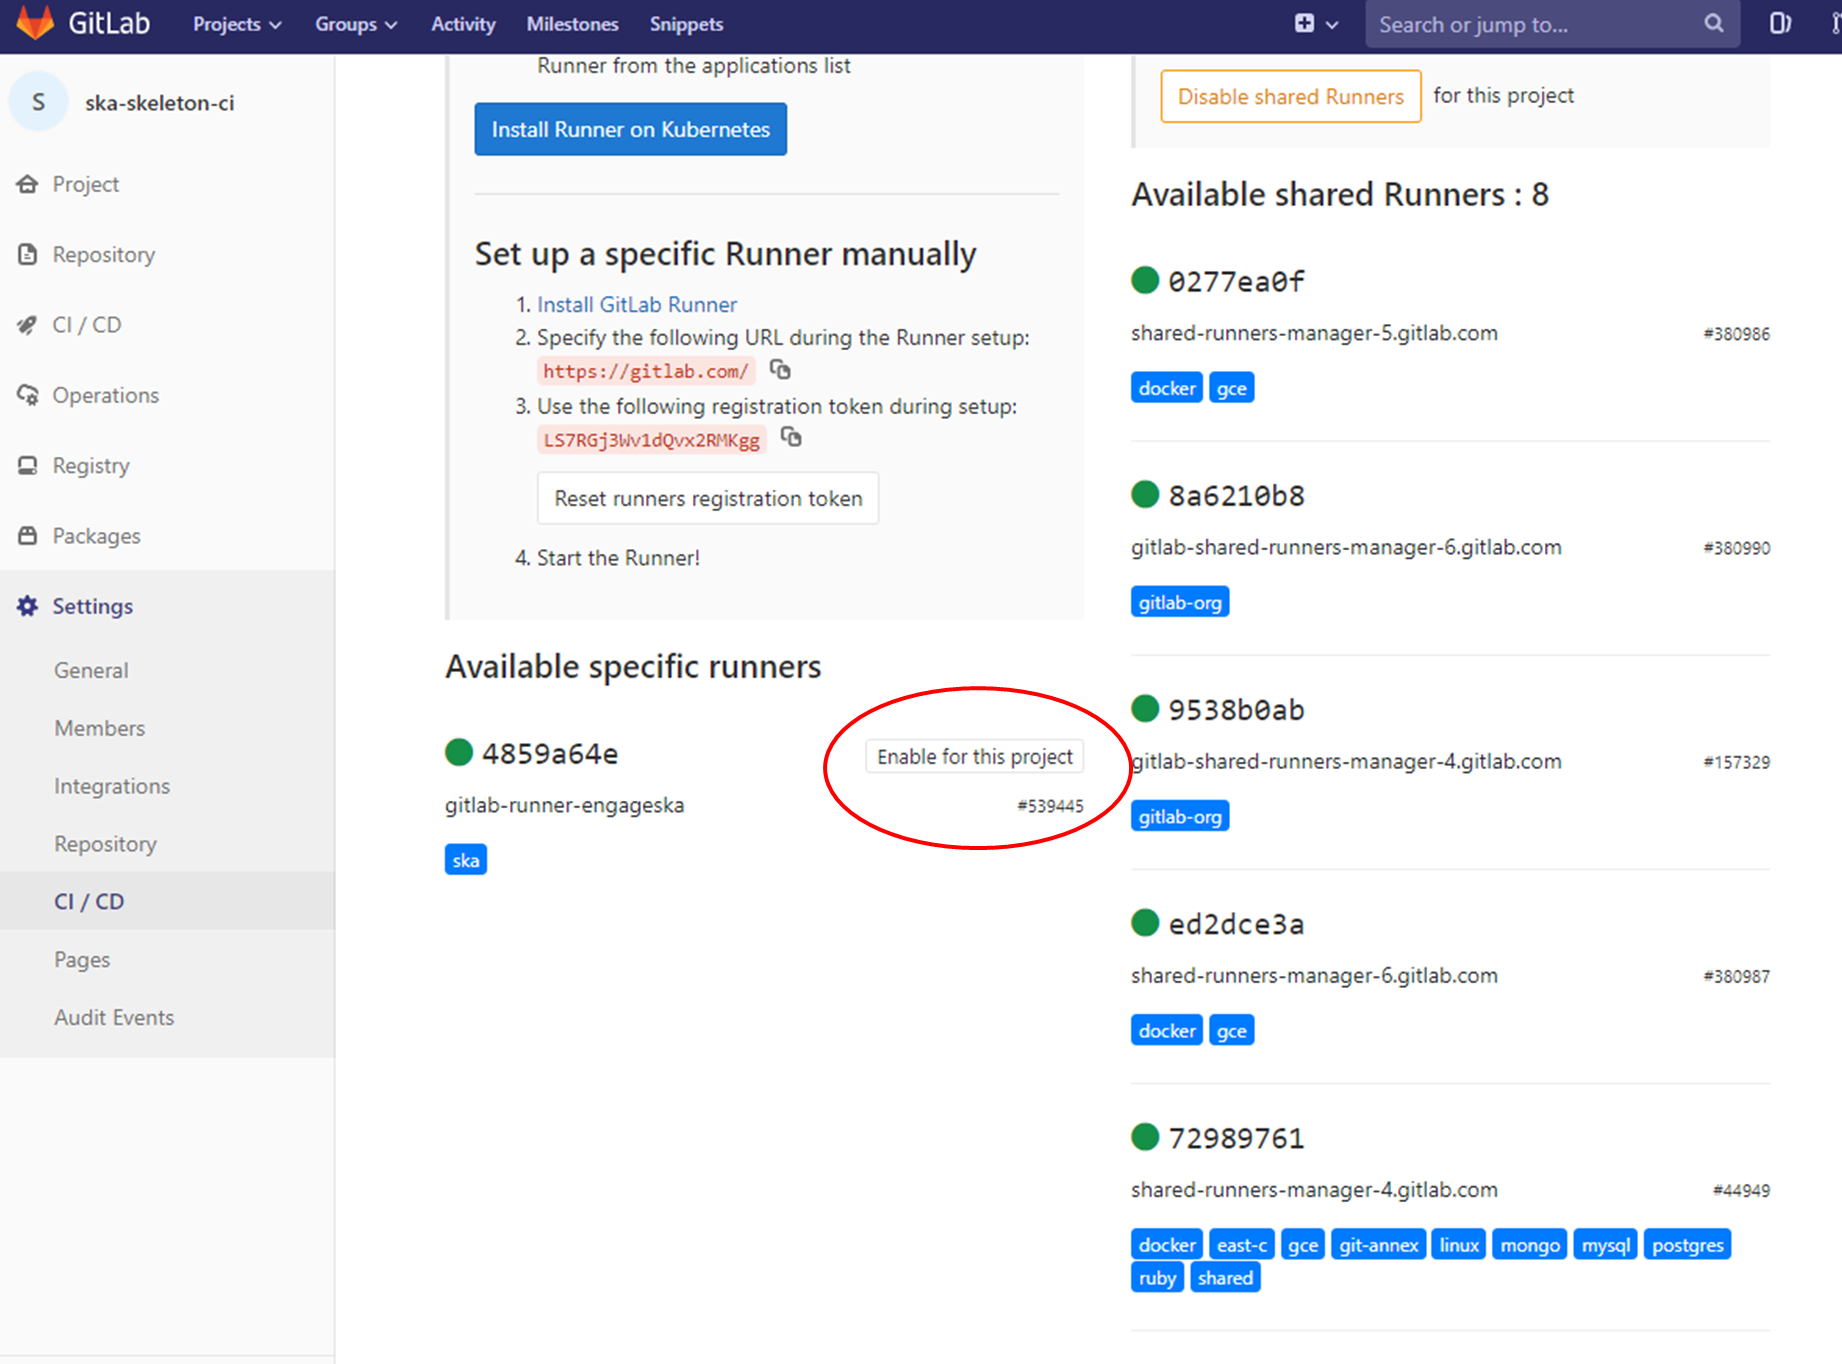 GitLab Projects Groups Activity Milestones Snippets Search or jump to...
S ska-skeleton-ci
Project
Repository
CI / CD
Operations
Registry
Packages
Settings
General
Members
Integrations
Repository
CI / CD
Pages
Audit Events
Runner from the applications list
Install Runner on Kubernetes
Set up a specific Runner manually
1. Install GitLab Runner
2. Specify the following URL during the Runner setup:
https://gitlab.com/
3. Use the following registration token during setup:
LS7RGj3Wv1dQvx2RMKgg
Reset runners registration token
4. Start the Runner!
Available specific runners
4859a64e Enable for this project
gitlab-runner-engageska #539445
ska
Disable shared Runners for this project
Available shared Runners : 8
0277ea0f
shared-runners-manager-5.gitlab.com #380986
docker gce
8a6210b8
gitlab-shared-runners-manager-6.gitlab.com #380990
gitlab-org
9538b0ab
gitlab-shared-runners-manager-4.gitlab.com #157329
gitlab-org
ed2dce3a
shared-runners-manager-6.gitlab.com #380987
docker gce
72989761
shared-runners-manager-4.gitlab.com #44949
docker east-c gce git-annex linux mongo mysql postgres
ruby shared